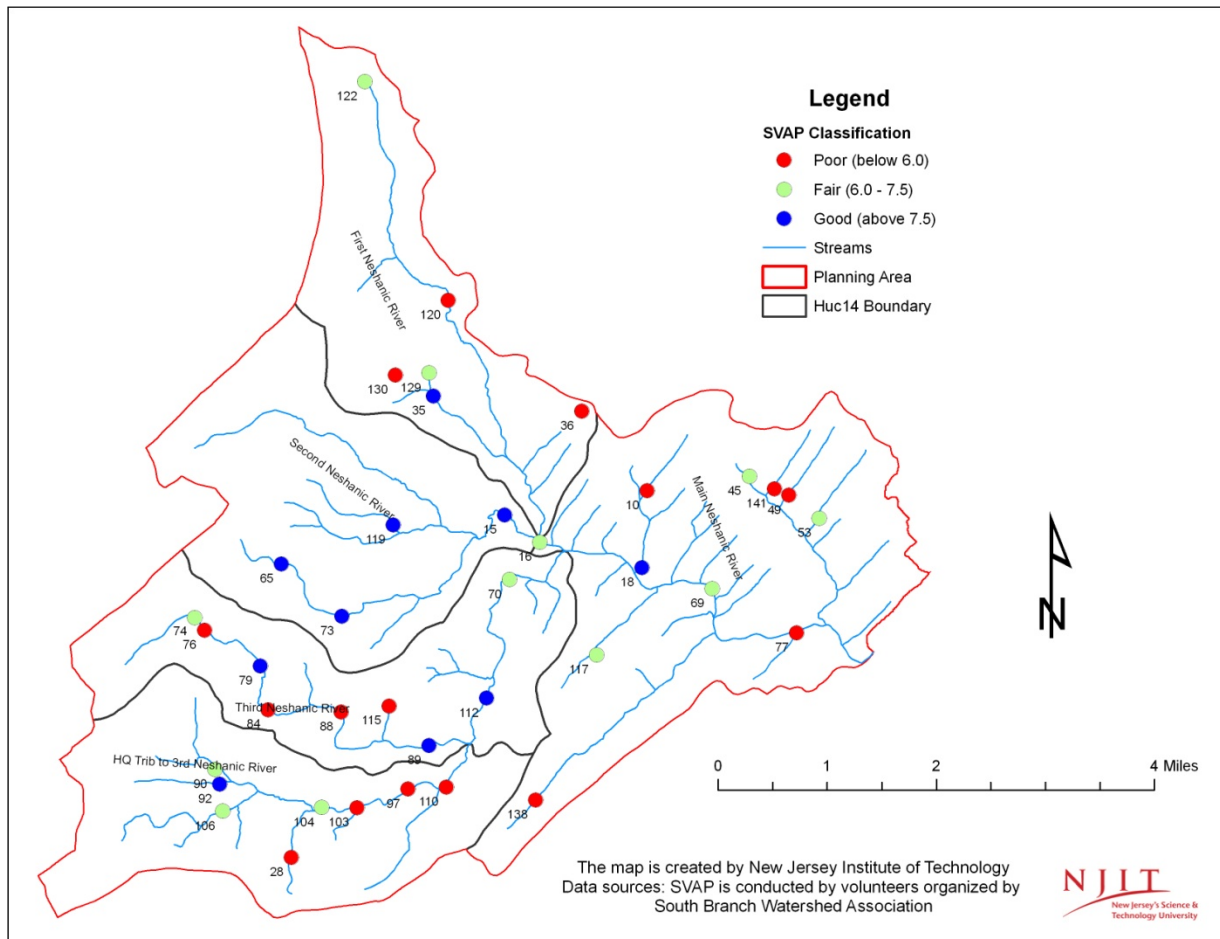 Legend
SVAP Classification
Poor (below 6.0)
Fair (6.0 - 7.5)
Good (above 7.5)
Streams
Planning Area
Huc14 Boundary
122
First Neshanic River
120
130
129
35
36
Second Neshanic River
119
15
16
65
73
70
10
Main Neshanic River
45
141
49
53
18
69
77
117
74
76
79
84
Third Neshanic River
88
115
112
89
HQ Trib to 3rd Neshanic River
90
92
106
104
103
97
110
28
138
N
0 1 2 4 Miles
The map is created by New Jersey Institute of Technology
Data sources: SVAP is conducted by volunteers organized by
South Branch Watershed Association
NJIT
New Jersey's Science &
Technology University